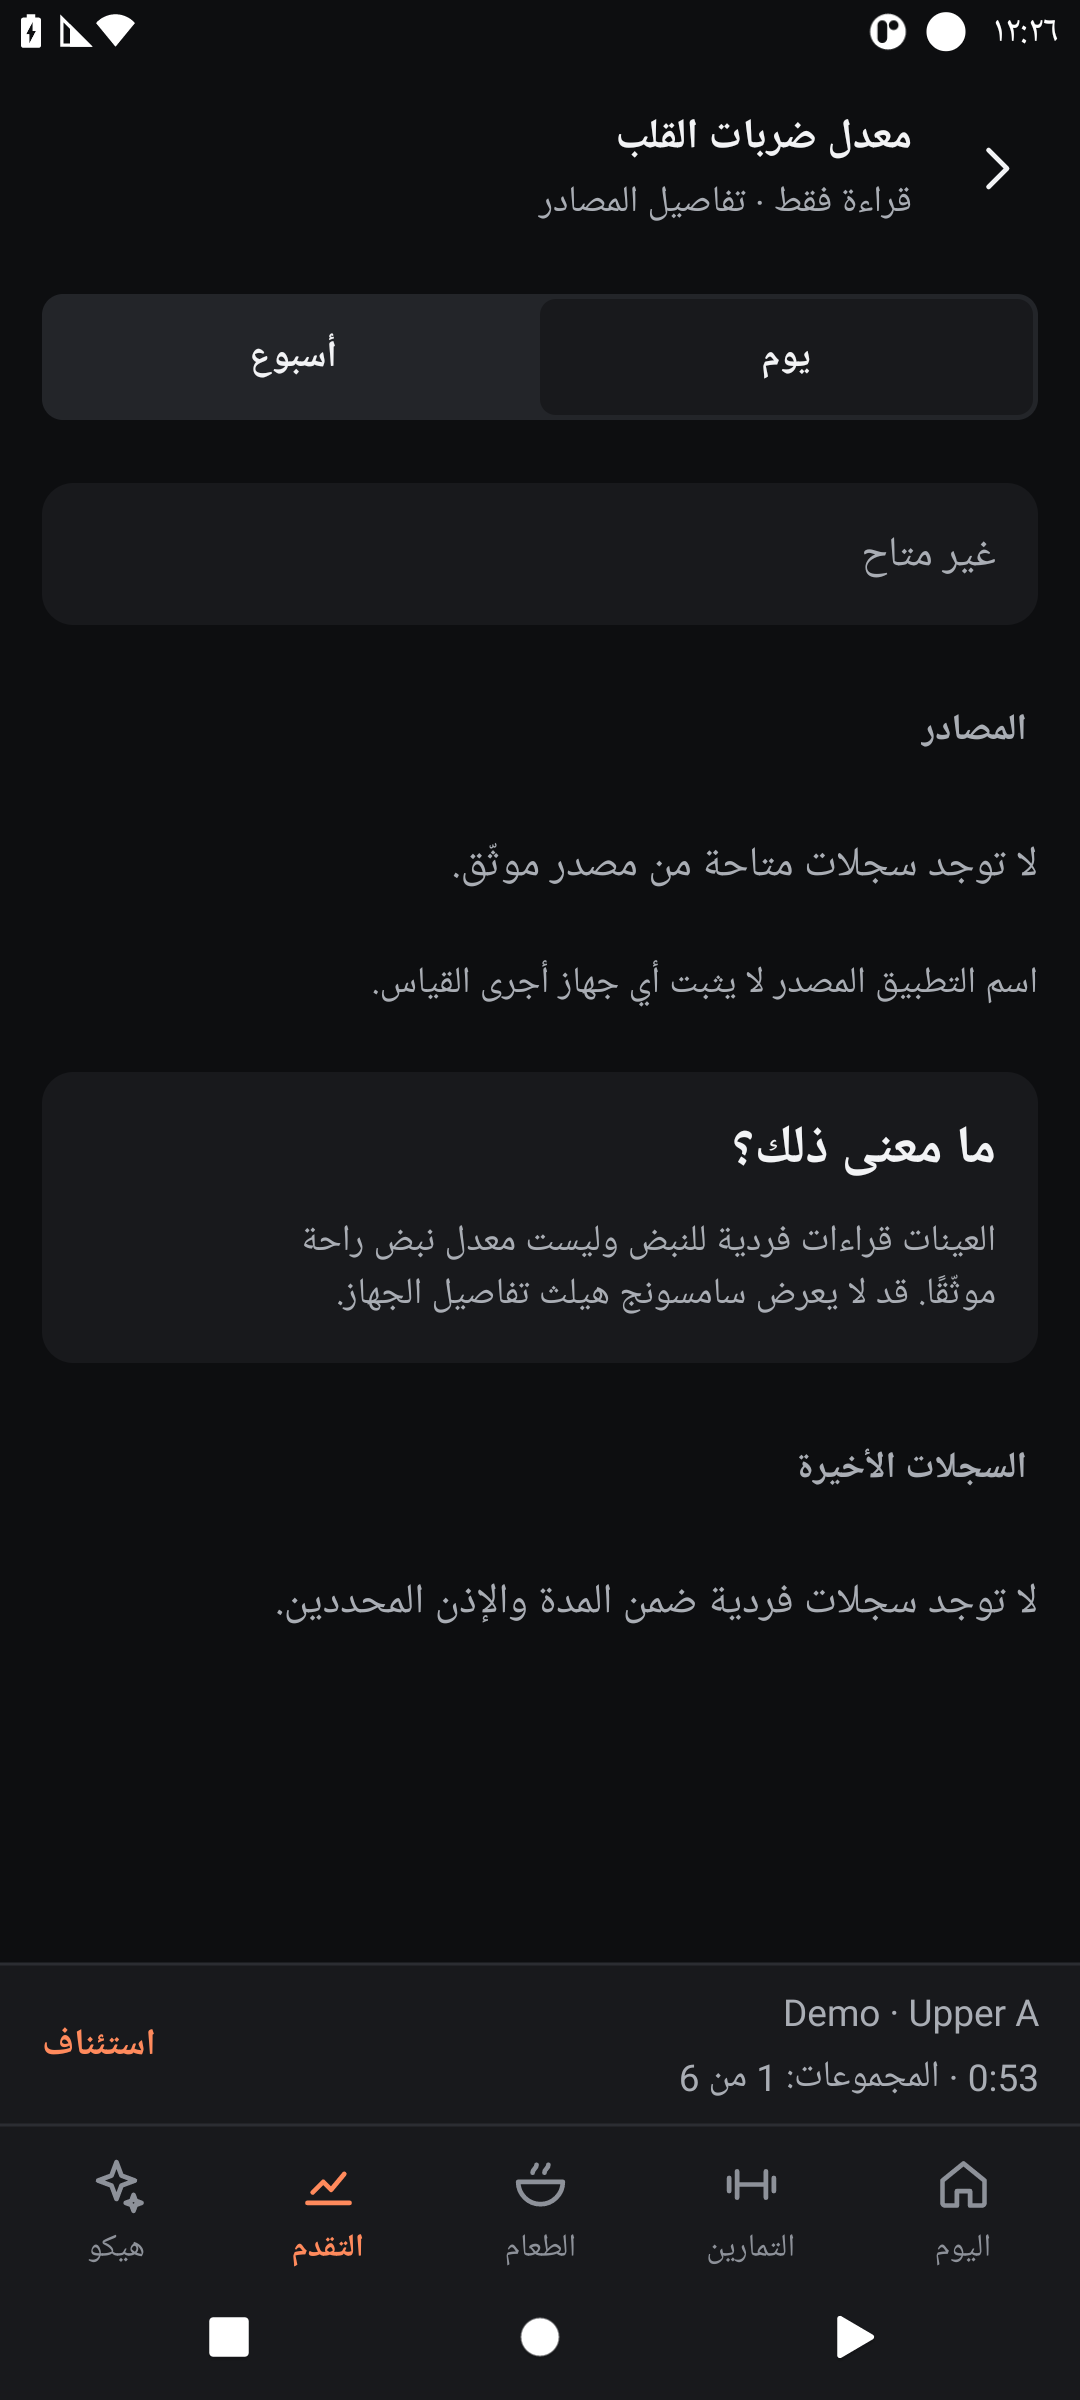 ١٢:٢٦
معدل ضربات القلب
قراءة فقط · تفاصيل المصادر
يوم
أسبوع
غير متاح
المصادر
لا توجد سجلات متاحة من مصدر موثّق.
اسم التطبيق المصدر لا يثبت أي جهاز أجرى القياس.
ما معنى ذلك؟
العينات قراءات فردية للنبض وليست معدل نبض راحة
موثّقًا. قد لا يعرض سامسونج هيلث تفاصيل الجهاز.
السجلات الأخيرة
لا توجد سجلات فردية ضمن المدة والإذن المحددين.
Demo · Upper A
0:53 · المجموعات: 1 من 6
استئناف
اليوم
التمارين
الطعام
التقدم
هيكو